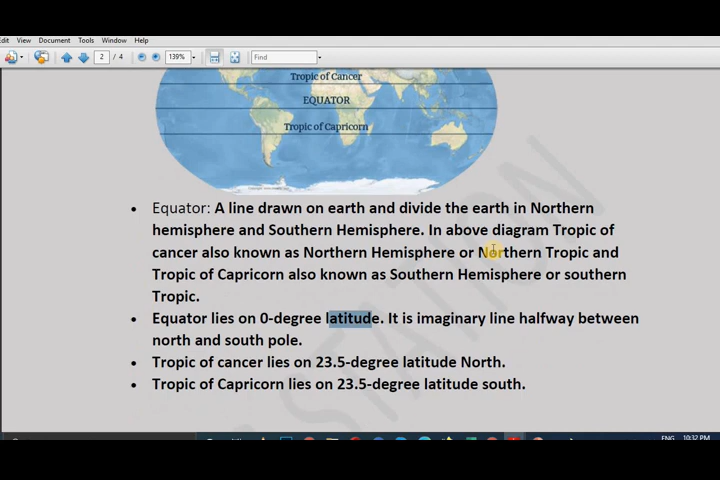 Edit View Document Tools Window Help
2 / 4 139% Find
Tropic of Cancer
EQUATOR
Tropic of Capricorn
• Equator: A line drawn on earth and divide the earth in Northern
hemisphere and Southern Hemisphere. In above diagram Tropic of
cancer also known as Northern Hemisphere or Northern Tropic and
Tropic of Capricorn also known as Southern Hemisphere or southern
Tropic.
• Equator lies on 0-degree latitude. It is imaginary line halfway between
north and south pole.
• Tropic of cancer lies on 23.5-degree latitude North.
• Tropic of Capricorn lies on 23.5-degree latitude south.
STATION
ENG 10:32 PM